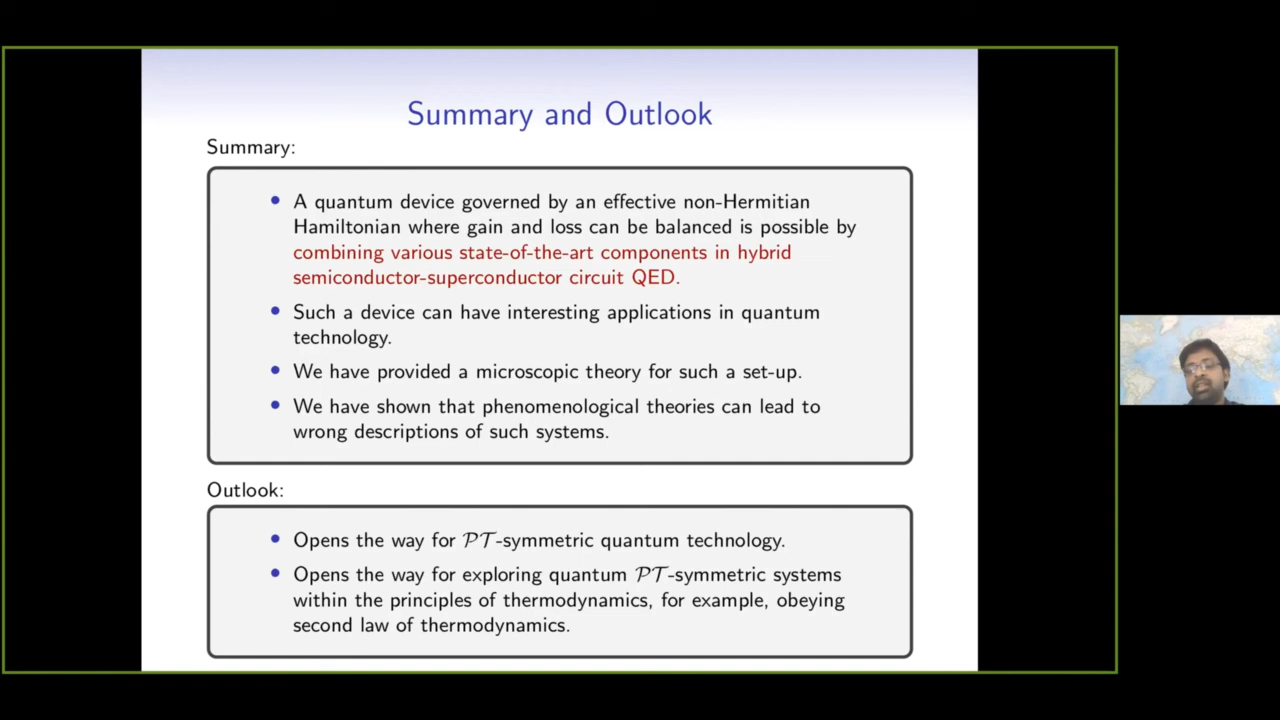 Summary and Outlook
Summary:
• A quantum device governed by an effective non-Hermitian
Hamiltonian where gain and loss can be balanced is possible by
combining various state-of-the-art components in hybrid
semiconductor-superconductor circuit QED.
• Such a device can have interesting applications in quantum
technology.
• We have provided a microscopic theory for such a set-up.
• We have shown that phenomenological theories can lead to
wrong descriptions of such systems.
Outlook:
• Opens the way for 𝒫𝒯-symmetric quantum technology.
• Opens the way for exploring quantum 𝒫𝒯-symmetric systems
within the principles of thermodynamics, for example, obeying
second law of thermodynamics.